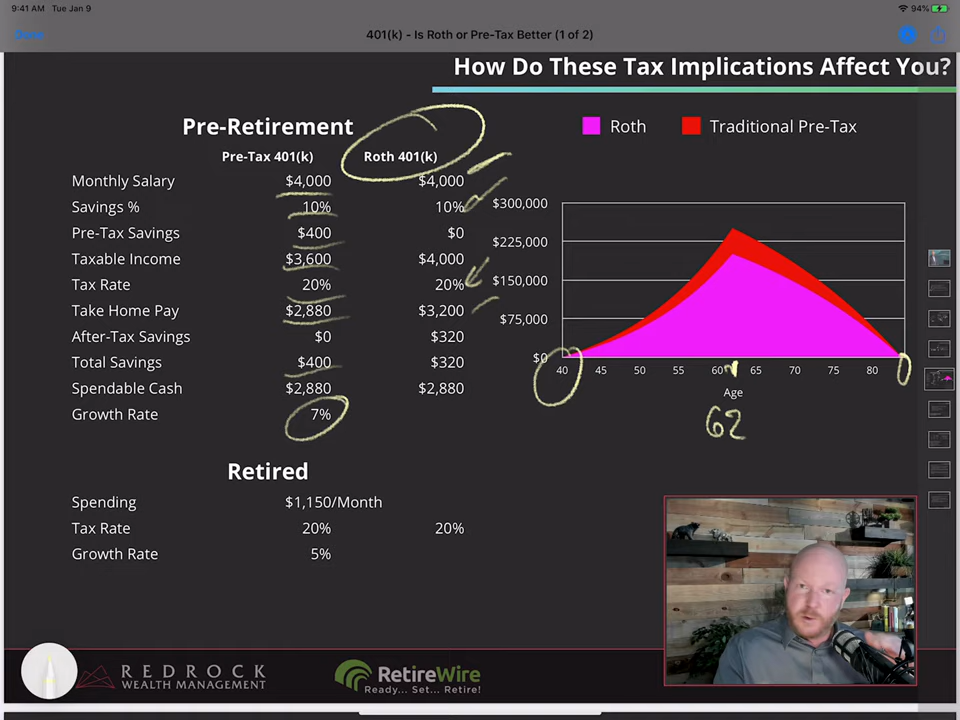 9:41 AM Tue Jan 9
94%
Done
401(k) - Is Roth or Pre-Tax Better (1 of 2)
How Do These Tax Implications Affect You?
Pre-Retirement
Pre-Tax 401(k) Roth 401(k)
Monthly Salary $4,000 $4,000
Savings % 10% 10%
Pre-Tax Savings $400 $0
Taxable Income $3,600 $4,000
Tax Rate 20% 20%
Take Home Pay $2,880 $3,200
After-Tax Savings $0 $320
Total Savings $400 $320
Spendable Cash $2,880 $2,880
Growth Rate 7%
Retired
Spending $1,150/Month
Tax Rate 20% 20%
Growth Rate 5%
Roth Traditional Pre-Tax
$300,000
$225,000
$150,000
$75,000
$0
40 45 50 55 60 65 70 75 80
Age
62
REDROCK
WEALTH MANAGEMENT
RetireWire
Ready... Set... Retire!